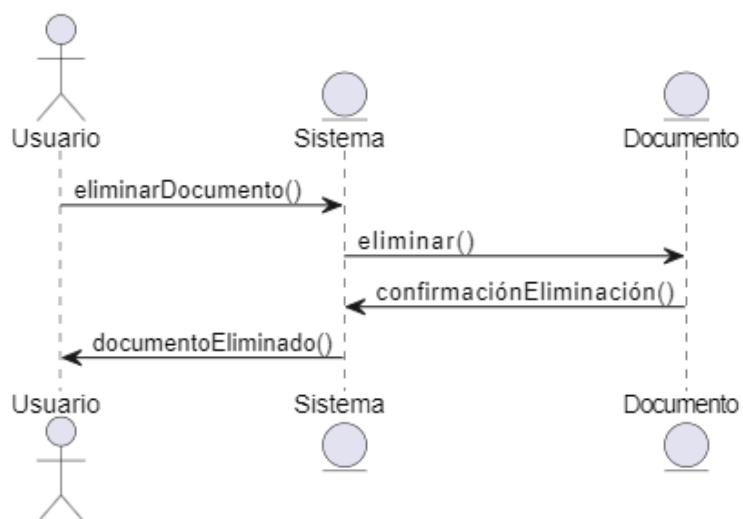 Usuario
Sistema
Documento
eliminarDocumento()
eliminar()
confirmaciónEliminación()
documentoEliminado()
Usuario
Sistema
Documento